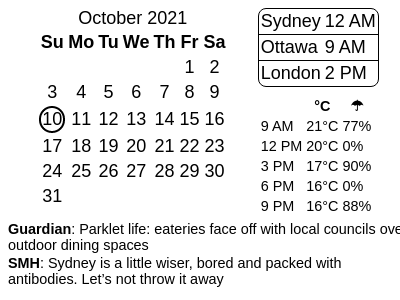 October 2021
Su Mo Tu We Th Fr Sa
1 2
3 4 5 6 7 8 9
10 11 12 13 14 15 16
17 18 19 20 21 22 23
24 25 26 27 28 29 30
31
Sydney 12 AM
Ottawa 9 AM
London 2 PM
°C ☂
9 AM 21°C 77%
12 PM 20°C 0%
3 PM 17°C 90%
6 PM 16°C 0%
9 PM 16°C 88%
Guardian: Parklet life: eateries face off with local councils ove
outdoor dining spaces
SMH: Sydney is a little wiser, bored and packed with
antibodies. Let's not throw it away